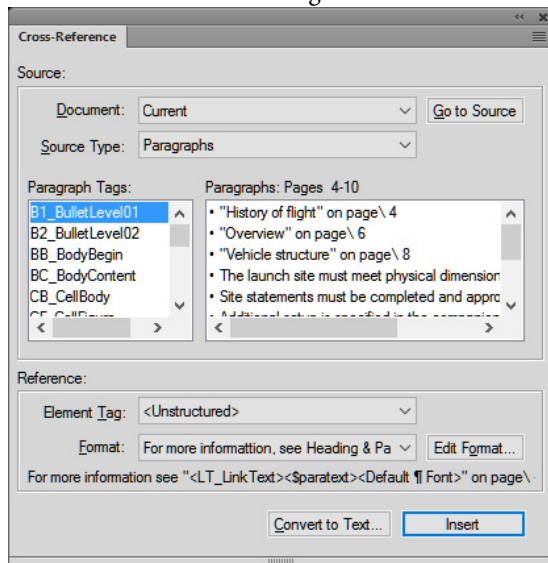 Cross-Reference
Source:
Document: Current Go to Source
Source Type: Paragraphs
Paragraph Tags: Paragraphs: Pages 4-10
B1_BulletLevel01 • "History of flight" on page\ 4
B2_BulletLevel02 • "Overview" on page\ 6
BB_BodyBegin • "Vehicle structure" on page\ 8
BC_BodyContent • The launch site must meet physical dimension
CB_CellBody • Site statements must be completed and appro
Reference:
Element Tag: <Unstructured>
Format: For more informattion, see Heading & Pa Edit Format...
For more information see "<LT_LinkText><$paratext><Default ¶ Font>" on page\
Convert to Text... Insert